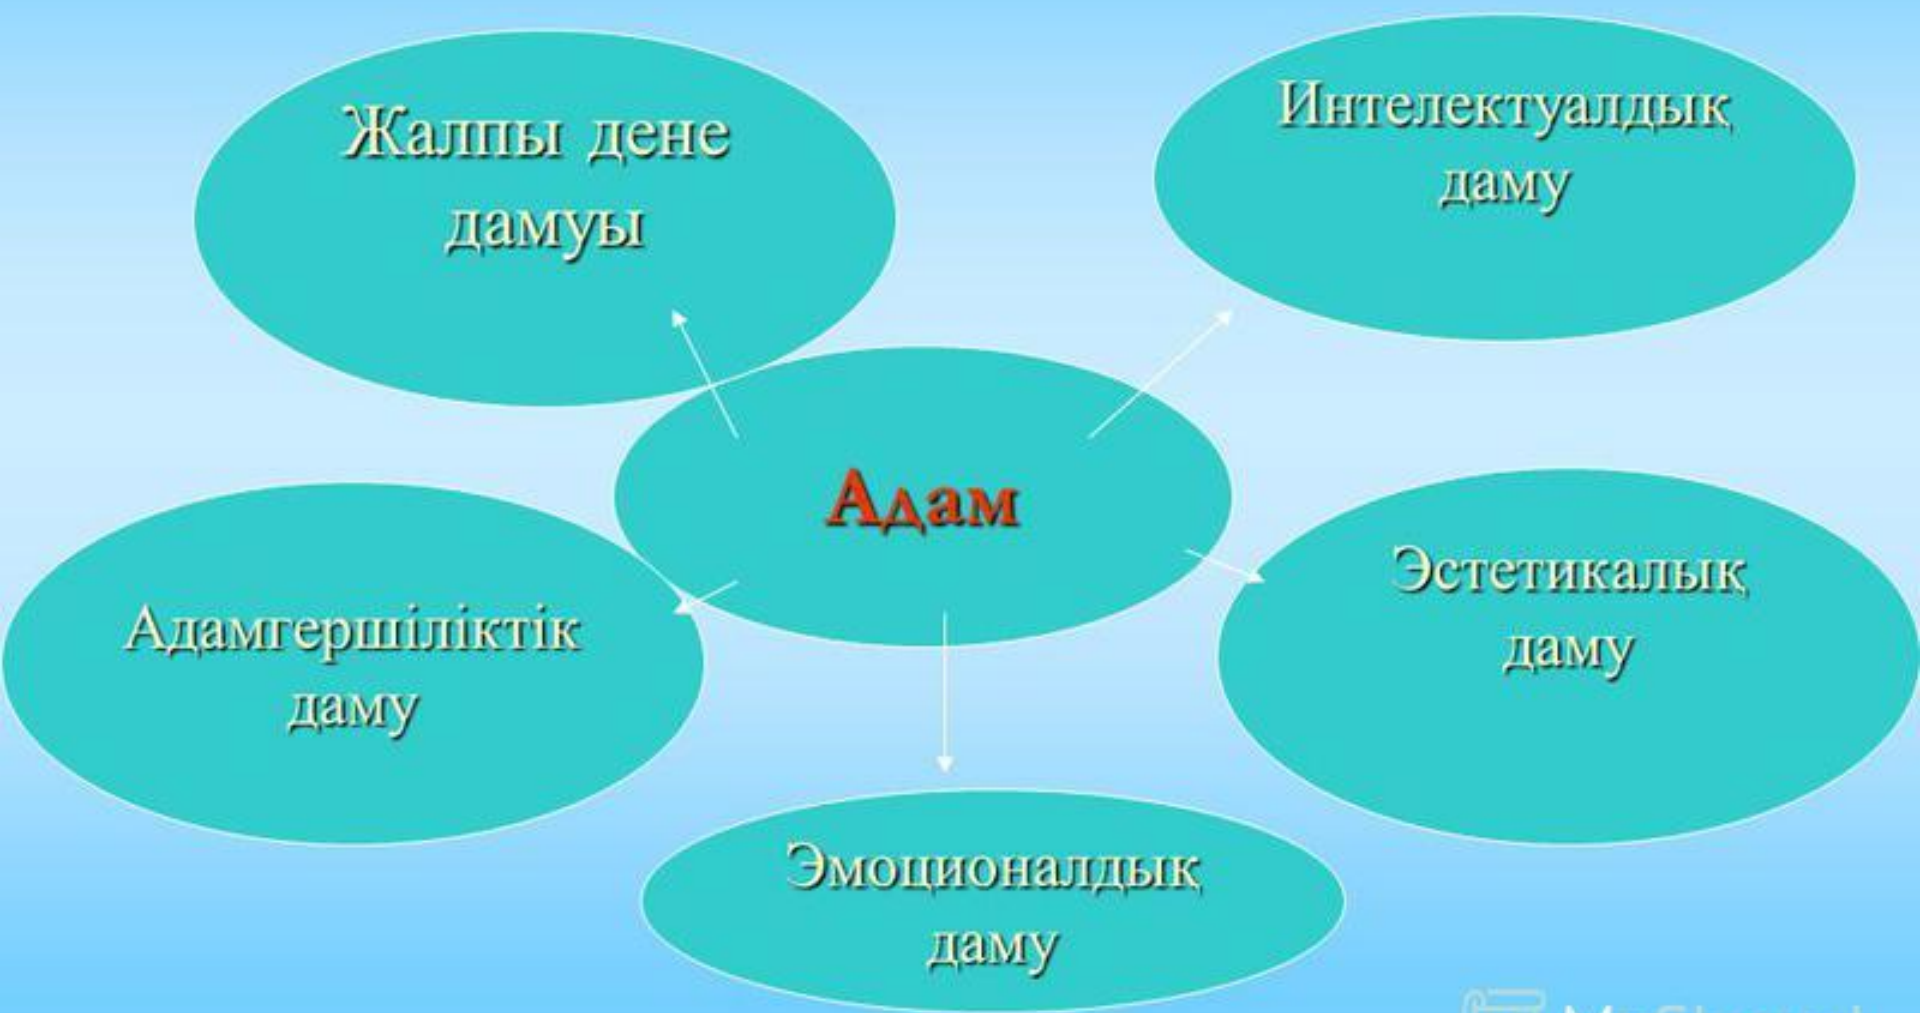 Жалпы дене
дамуы
Интелектуалдық
даму
Адам
Адамгершіліктік
даму
Эстетикалық
даму
Эмоционалдық
даму